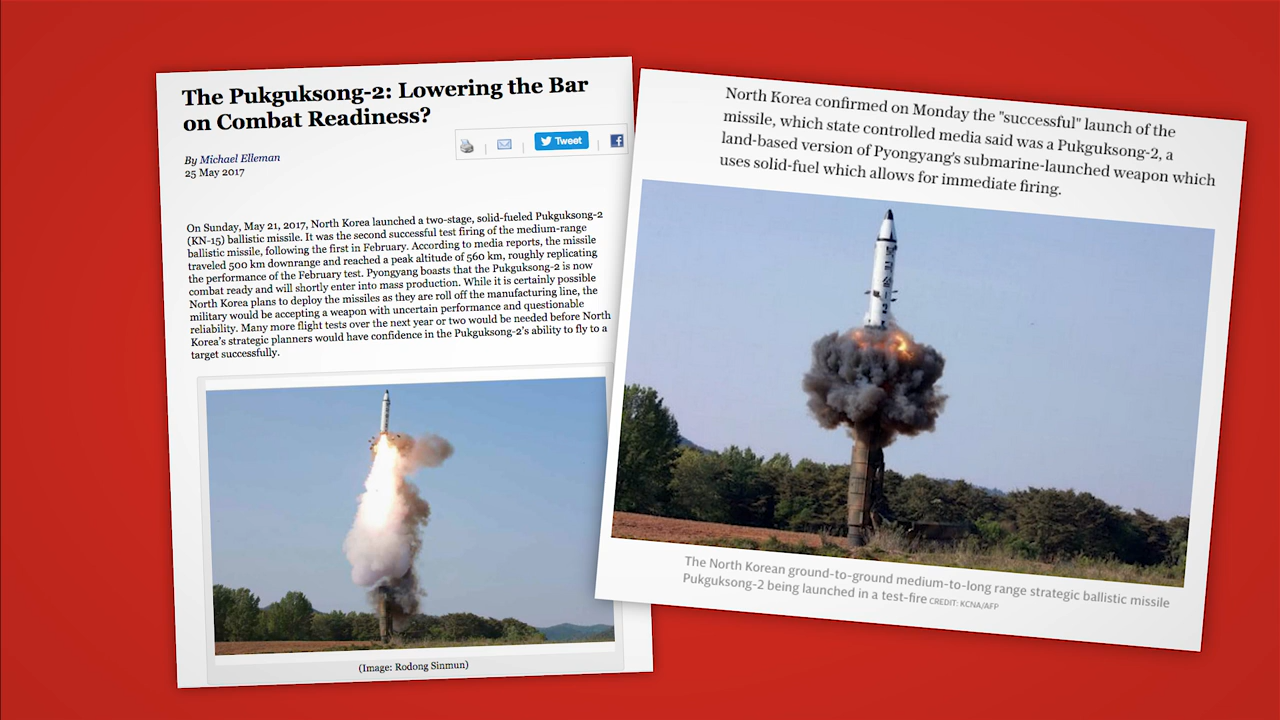 The Pukguksong-2: Lowering the Bar
on Combat Readiness?
Tweet
By Michael Elleman
25 May 2017
On Sunday, May 21, 2017, North Korea launched a two-stage, solid-fueled Pukguksong-2
(KN-15) ballistic missile. It was the second successful test firing of the medium-range
ballistic missile, following the first in February. According to media reports, the missile
traveled 500 km downrange and reached a peak altitude of 560 km, roughly replicating
the performance of the February test. Pyongyang boasts that the Pukguksong-2 is now
combat ready and will shortly enter into mass production. While it is certainly possible
North Korea plans to deploy the missiles as they are roll off the manufacturing line, the
military would be accepting a weapon with uncertain performance and questionable
reliability. Many more flight tests over the next year or two would be needed before North
Korea's strategic planners would have confidence in the Pukguksong-2's ability to fly to a
target successfully.
(Image: Rodong Sinmun)
North Korea confirmed on Monday the "successful" launch of the
missile, which state controlled media said was a Pukguksong-2, a
land-based version of Pyongyang's submarine-launched weapon which
uses solid-fuel which allows for immediate firing.
북극성-2
The North Korean ground-to-ground medium-to-long range strategic ballistic missile
Pukguksong-2 being launched in a test-fire CREDIT: KCNA/AFP